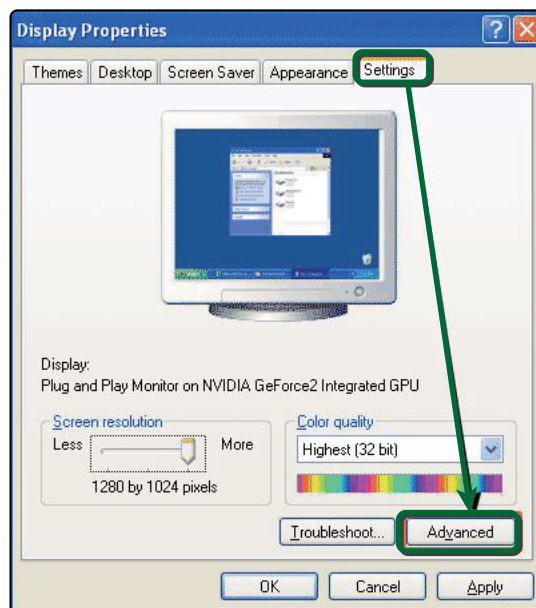 Display Properties
Themes Desktop Screen Saver Appearance Settings
Display:
Plug and Play Monitor on NVIDIA GeForce2 Integrated GPU
Screen resolution
Less More
1280 by 1024 pixels
Color quality
Highest (32 bit)
Troubleshoot... Advanced
OK Cancel Apply